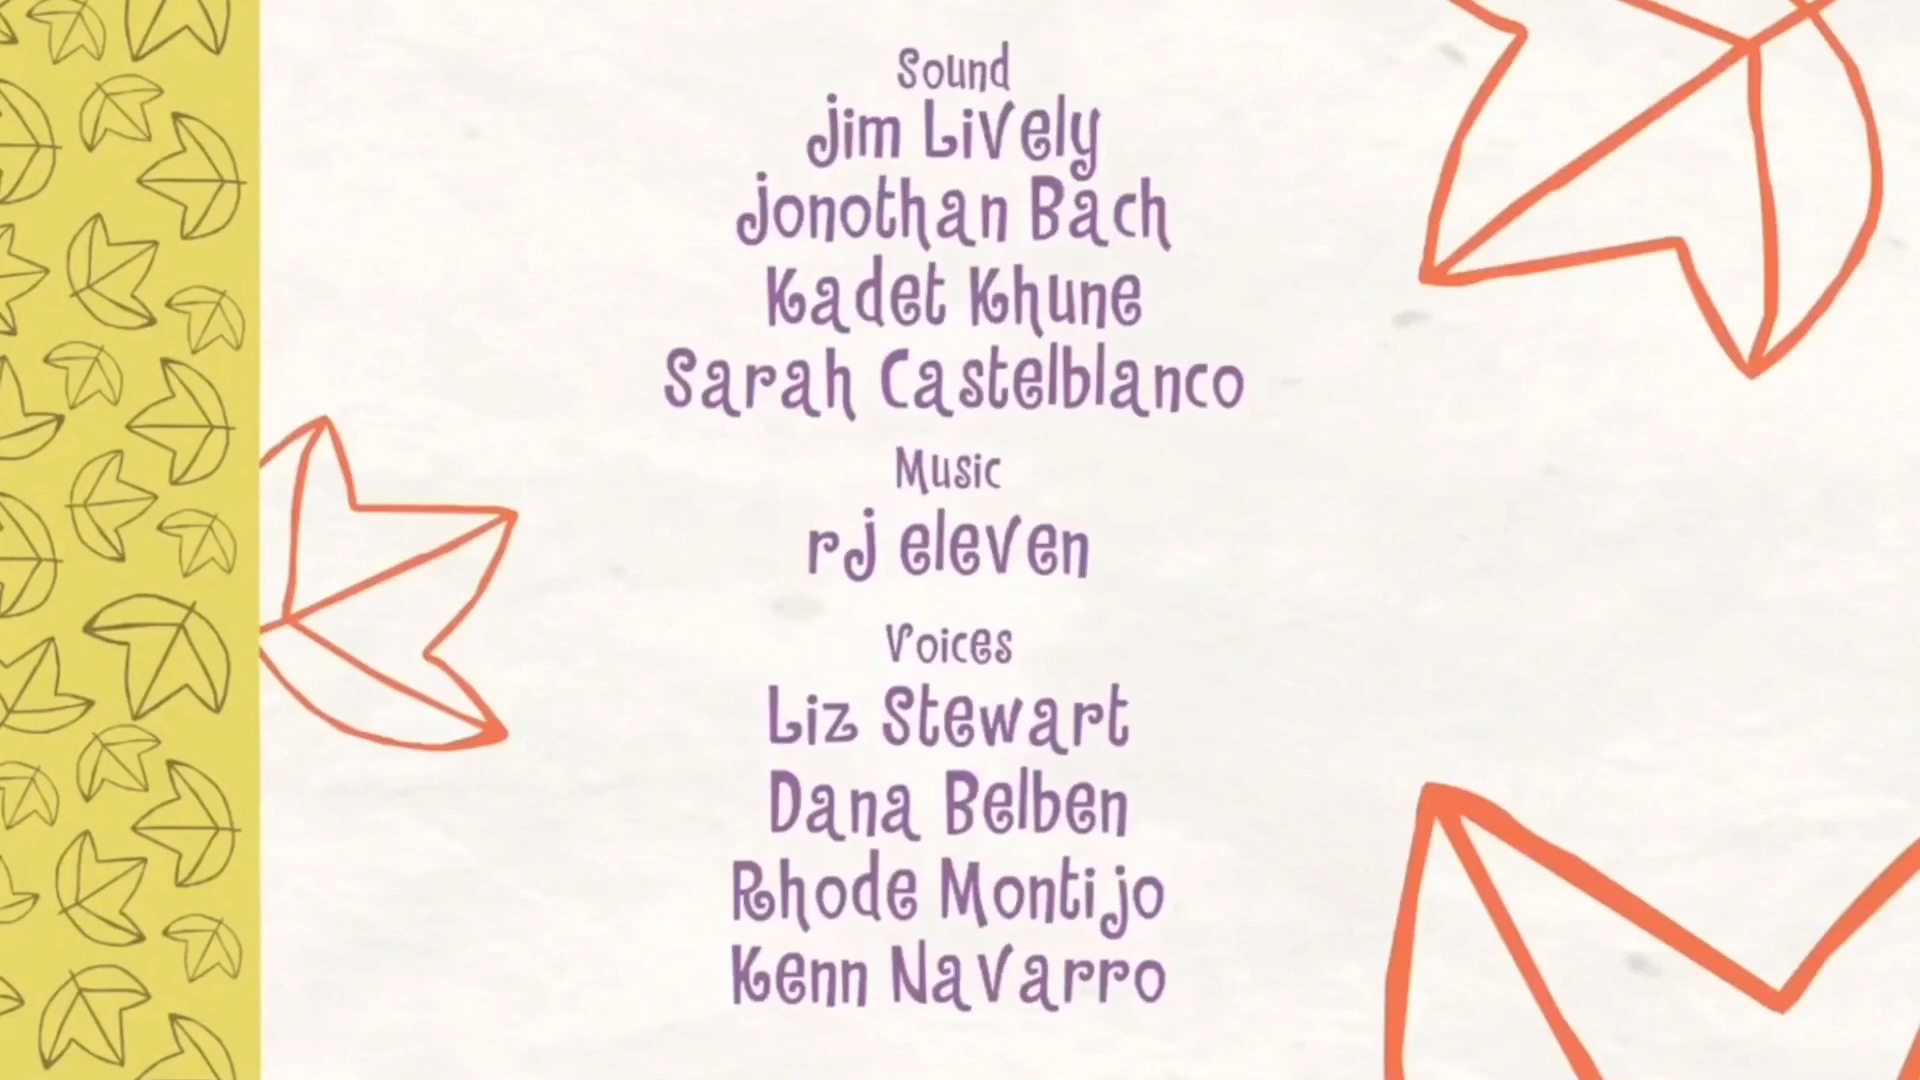 Sound
Jim Lively
Jonothan Bach
Kadet Khune
Sarah Castelblanco
Music
rj eleven
Voices
Liz Stewart
Dana Belben
Rhode Montijo
Kenn Navarro